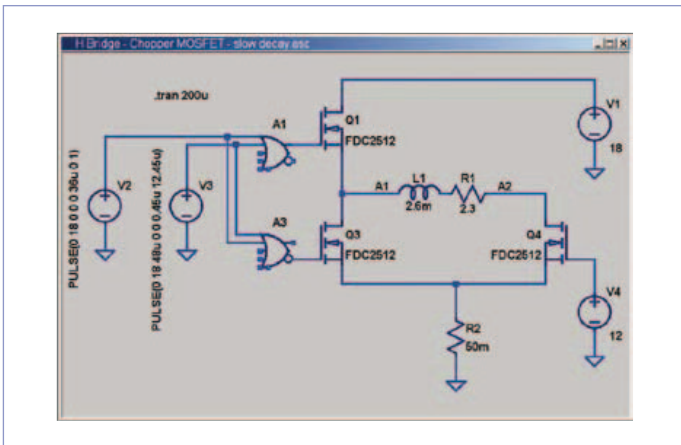 H Bridge - Chopper MOSFET - slow decay.asc
.tran 200u
A1
Q1
FDC2512
V1
18
V2
V3
A1
L1
2.6m
R1
2.3
A2
A3
Q3
FDC2512
Q4
FDC2512
V4
12
R2
50m
PULSE(0 18 0 0 0 36u 0 1)
PULSE(0 18 48u 0 0 0.45u 12.45u)